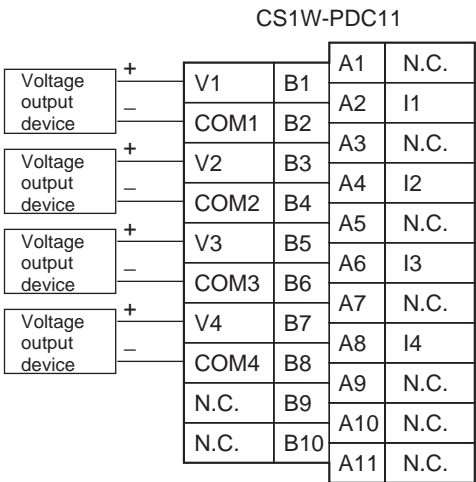 CS1W-PDC11
A1 N.C.
Voltage output device + V1 B1
A2 I1
– COM1 B2
A3 N.C.
Voltage output device + V2 B3
A4 I2
– COM2 B4
A5 N.C.
Voltage output device + V3 B5
A6 I3
– COM3 B6
A7 N.C.
Voltage output device + V4 B7
A8 I4
– COM4 B8
A9 N.C.
N.C. B9
A10 N.C.
N.C. B10
A11 N.C.